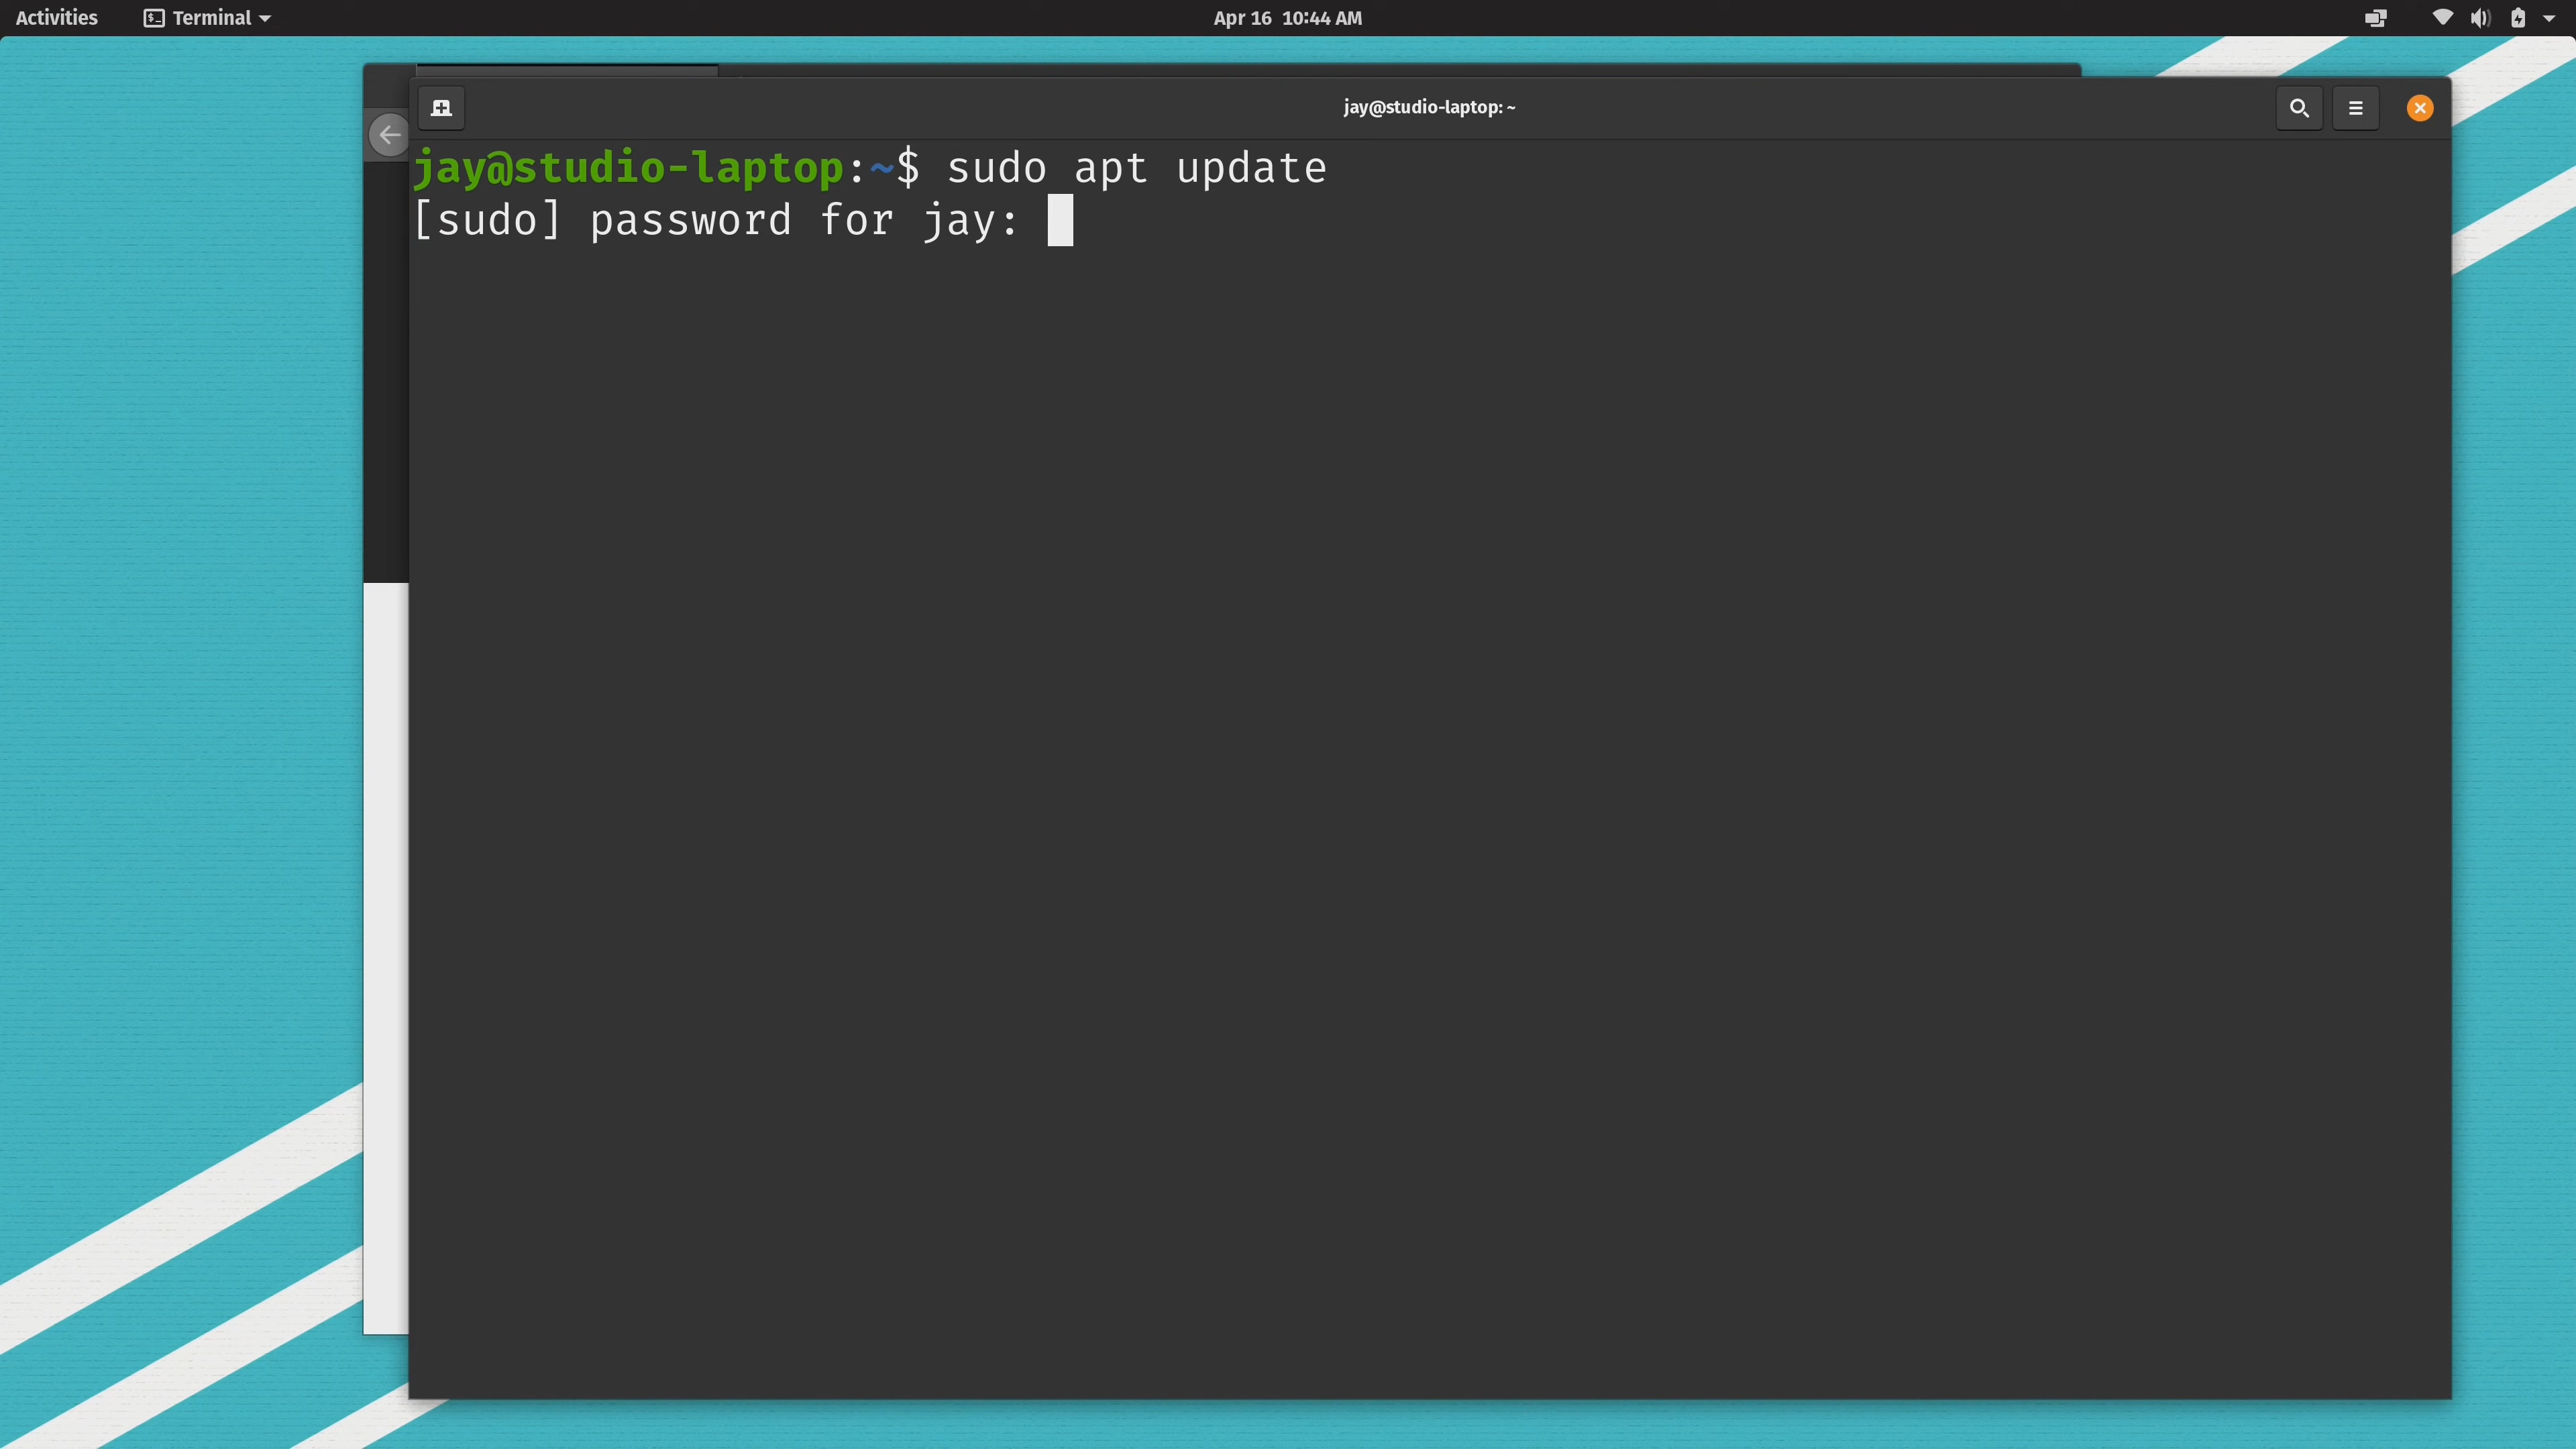 Activities Terminal Apr 16 10:44 AM
jay@studio-laptop: ~
jay@studio-laptop:~$ sudo apt update
[sudo] password for jay: